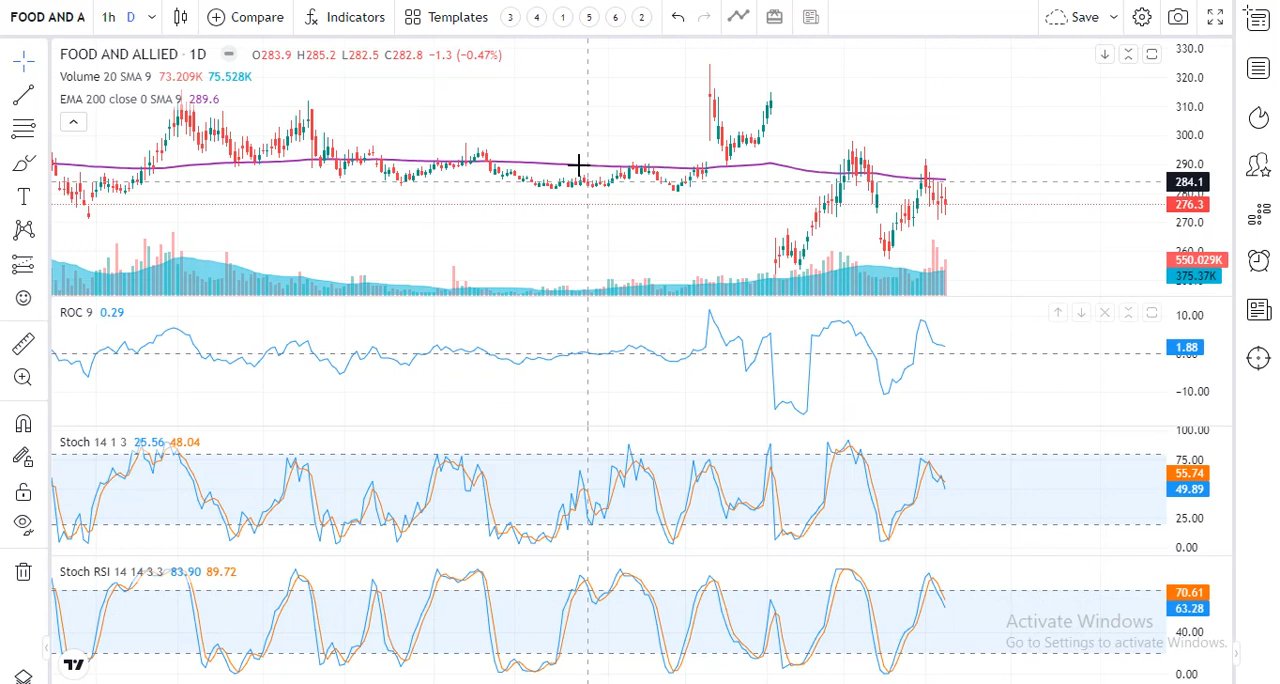 FOOD AND A 1h D Compare Indicators Templates 3 4 1 5 6 2 Save
FOOD AND ALLIED · 1D O283.9 H285.2 L282.5 C282.8 −1.3 (−0.47%)
Volume 20 SMA 9 73.209K 75.528K
EMA 200 close 0 SMA 9 289.6
330.0
320.0
310.0
300.0
290.0
284.1
276.3
270.0
550.029K
375.37K
ROC 9 0.29
10.00
1.88
−10.00
Stoch 14 1 3 25.56 48.04
100.00
75.00
55.74
49.89
25.00
0.00
Stoch RSI 14 14 3 3 83.90 89.72
70.61
63.28
40.00
0.00
Activate Windows
Go to Settings to activate Windows.